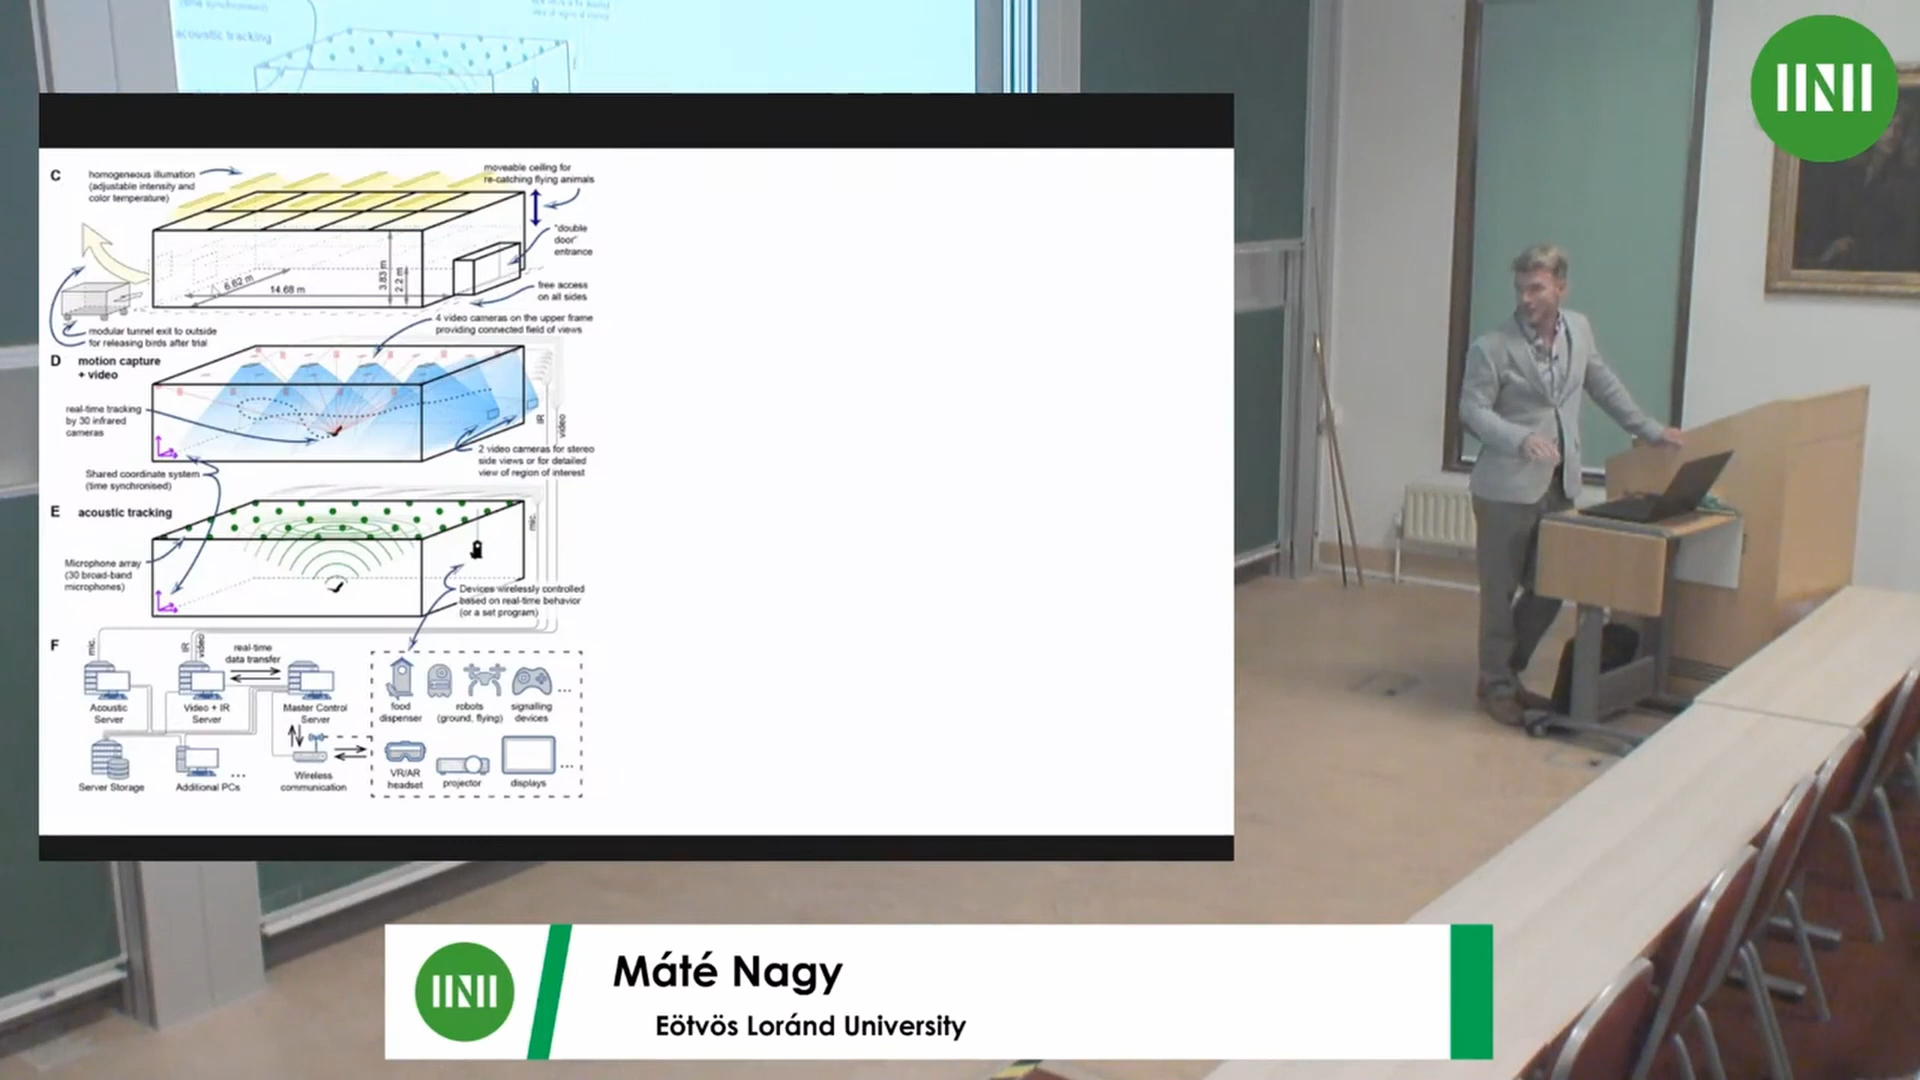 (time synchronised)
acoustic tracking
IINII
C
homogeneous illumation
(adjustable intensity and
color temperature)
moveable ceiling for
re-catching flying animals
"double
door"
entrance
3.83 m
2.2 m
6.62 m
14.68 m
free access
on all sides
modular tunnel exit to outside
for releasing birds after trial
4 video cameras on the upper frame
providing connected field of views
D motion capture
+ video
real-time tracking
by 30 infrared
cameras
IR
video
2 video cameras for stereo
side views or for detailed
view of region of interest
Shared coordinate system
(time synchronised)
E acoustic tracking
mic.
Microphone array
(30 broad-band
microphones)
Devices wirelessly controlled
based on real-time behavior
(or a set program)
F
mic.
IR
video
real-time
data transfer
Acoustic
Server
Video + IR
Server
Master Control
Server
food
dispenser
robots
(ground, flying)
signalling
devices
...
Server Storage
Additional PCs
...
Wireless
communication
VR/AR
headset
projector
displays
...
IINII
Máté Nagy
Eötvös Loránd University